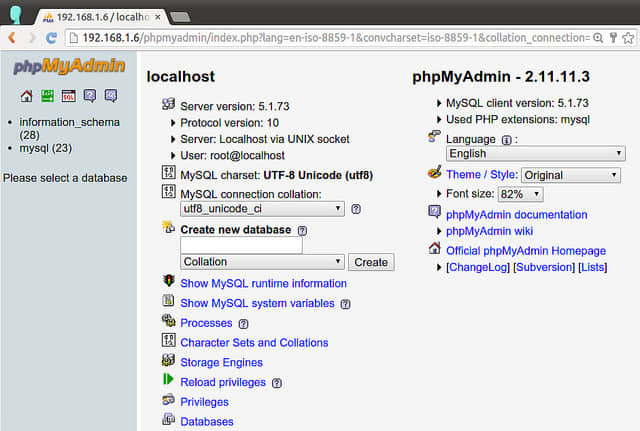 192.168.1.6 / localho
192.168.1.6/phpmyadmin/index.php?lang=en-iso-8859-1&convcharset=iso-8859-1&collation_connection=
phpMyAdmin
SQL
information_schema
(28)
mysql (23)
Please select a database
localhost
Server version: 5.1.73
Protocol version: 10
Server: Localhost via UNIX socket
User: root@localhost
MySQL charset: UTF-8 Unicode (utf8)
MySQL connection collation:
utf8_unicode_ci
Create new database
Collation
Create
Show MySQL runtime information
Show MySQL system variables
Processes
Character Sets and Collations
Storage Engines
Reload privileges
Privileges
Databases
phpMyAdmin - 2.11.11.3
MySQL client version: 5.1.73
Used PHP extensions: mysql
Language :
English
Theme / Style: Original
Font size: 82%
phpMyAdmin documentation
phpMyAdmin wiki
Official phpMyAdmin Homepage
[ChangeLog] [Subversion] [Lists]